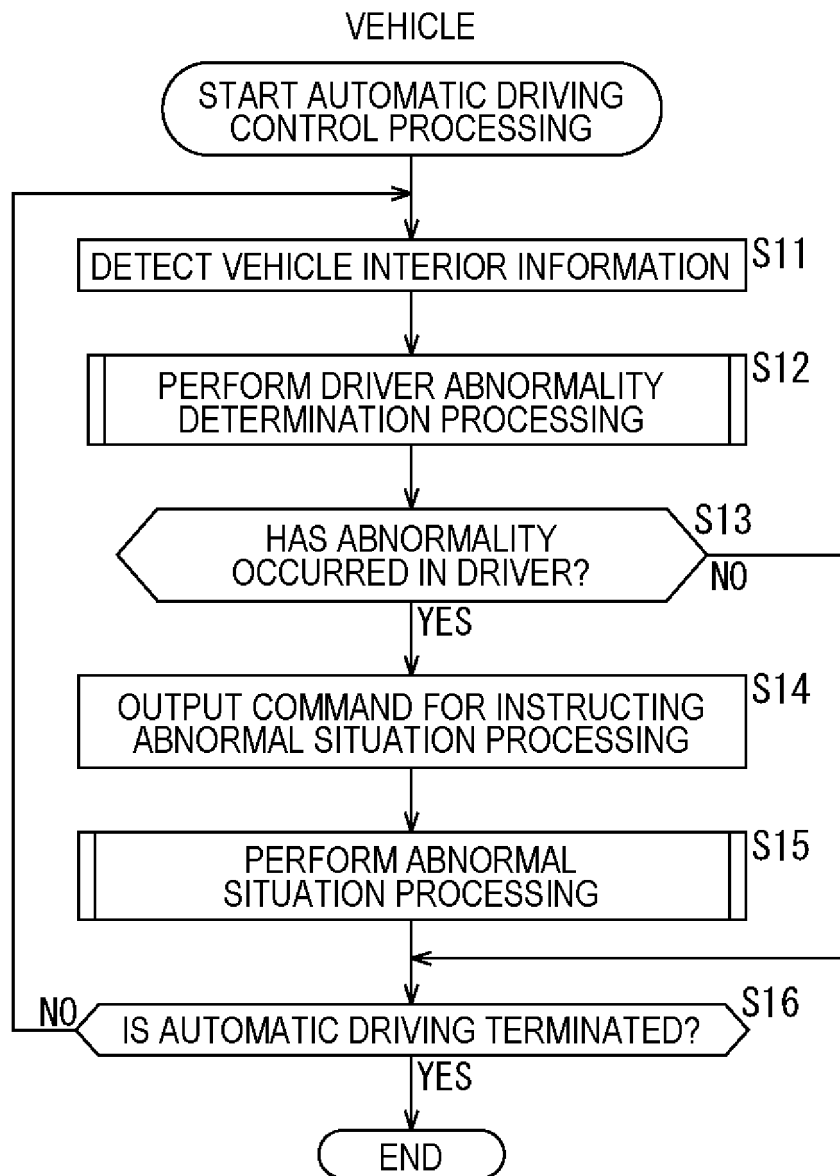 VEHICLE
START AUTOMATIC DRIVING
CONTROL PROCESSING
DETECT VEHICLE INTERIOR INFORMATION
S11
PERFORM DRIVER ABNORMALITY
DETERMINATION PROCESSING
S12
HAS ABNORMALITY
OCCURRED IN DRIVER?
S13
NO
YES
OUTPUT COMMAND FOR INSTRUCTING
ABNORMAL SITUATION PROCESSING
S14
PERFORM ABNORMAL
SITUATION PROCESSING
S15
NO
IS AUTOMATIC DRIVING TERMINATED?
S16
YES
END